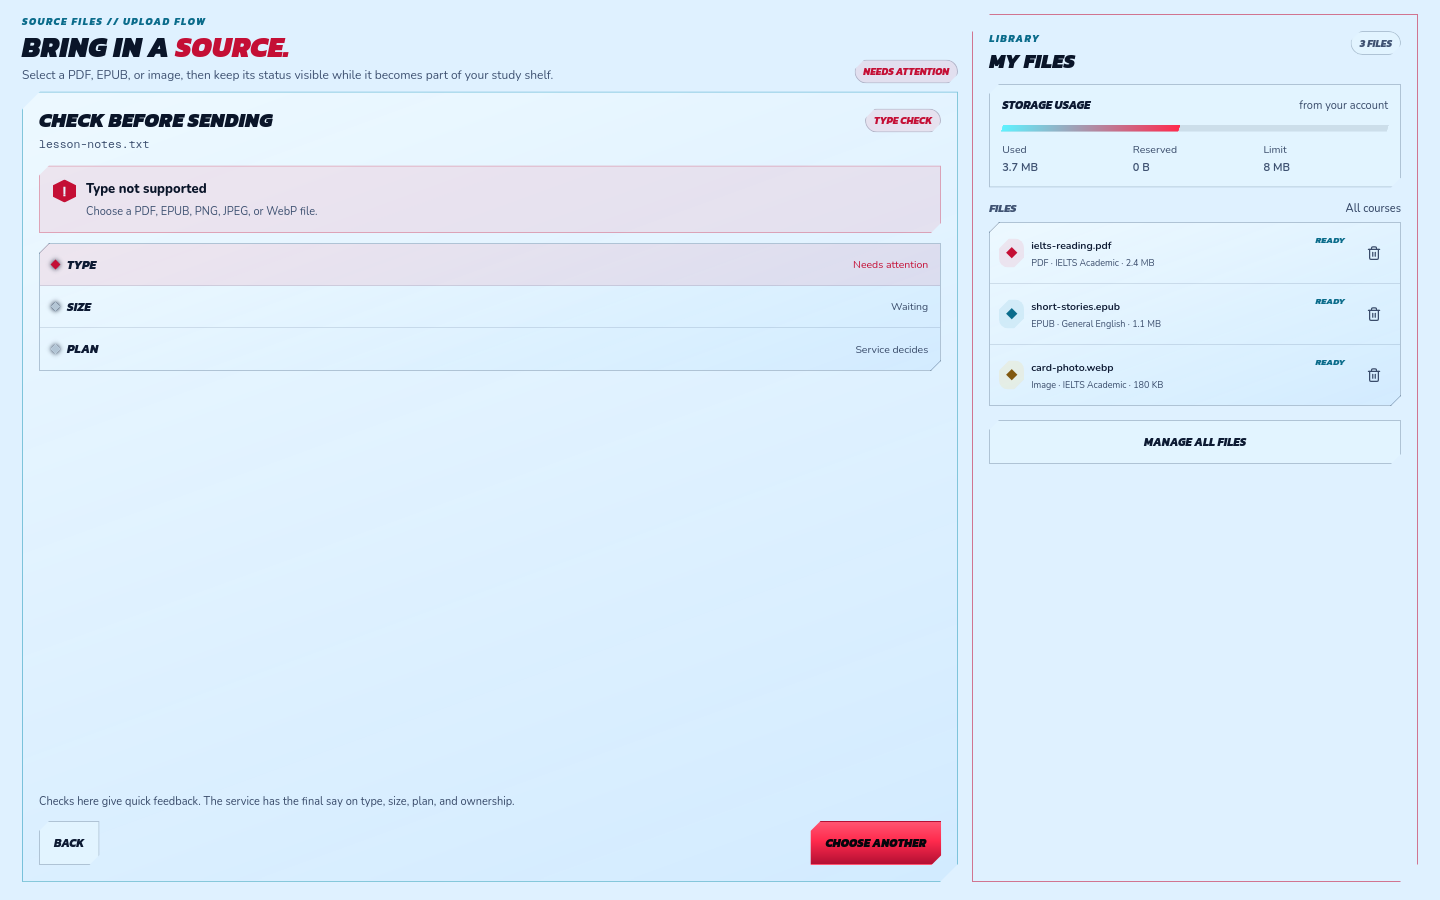 SOURCE FILES // UPLOAD FLOW
BRING IN A SOURCE.
Select a PDF, EPUB, or image, then keep its status visible while it becomes part of your study shelf.
NEEDS ATTENTION
CHECK BEFORE SENDING
TYPE CHECK
lesson-notes.txt
!
Type not supported
Choose a PDF, EPUB, PNG, JPEG, or WebP file.
TYPE
Needs attention
SIZE
Waiting
PLAN
Service decides
Checks here give quick feedback. The service has the final say on type, size, plan, and ownership.
BACK
CHOOSE ANOTHER
LIBRARY
MY FILES
3 FILES
STORAGE USAGE
from your account
Used
Reserved
Limit
3.7 MB
0 B
8 MB
FILES
All courses
ielts-reading.pdf
READY
PDF · IELTS Academic · 2.4 MB
short-stories.epub
READY
EPUB · General English · 1.1 MB
card-photo.webp
READY
Image · IELTS Academic · 180 KB
MANAGE ALL FILES